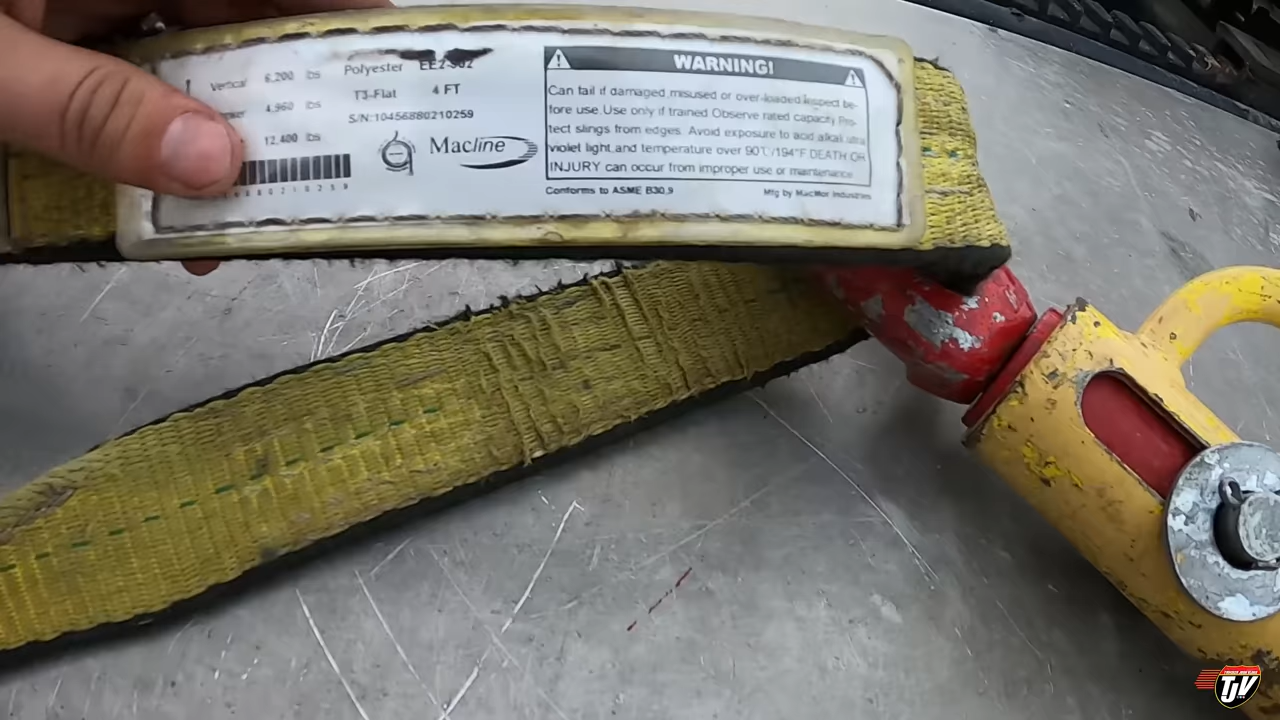 Vertical 6,200 lbs
4,960 lbs
12,400 lbs
Polyester EE2-902
T3-Flat 4 FT
S/N:10456880210259
Macline
WARNING!
Can fail if damaged,misused or over-loaded.Inspect be-
fore use.Use only if trained Observe rated capacity Pro-
tect slings from edges. Avoid exposure to acid alkali,ultra
violet light,and temperature over 90℃/194°F.DEATH OR
INJURY can occur from improper use or maintenance
Conforms to ASME B30.9
Mfg by MacMor Industries
TJV